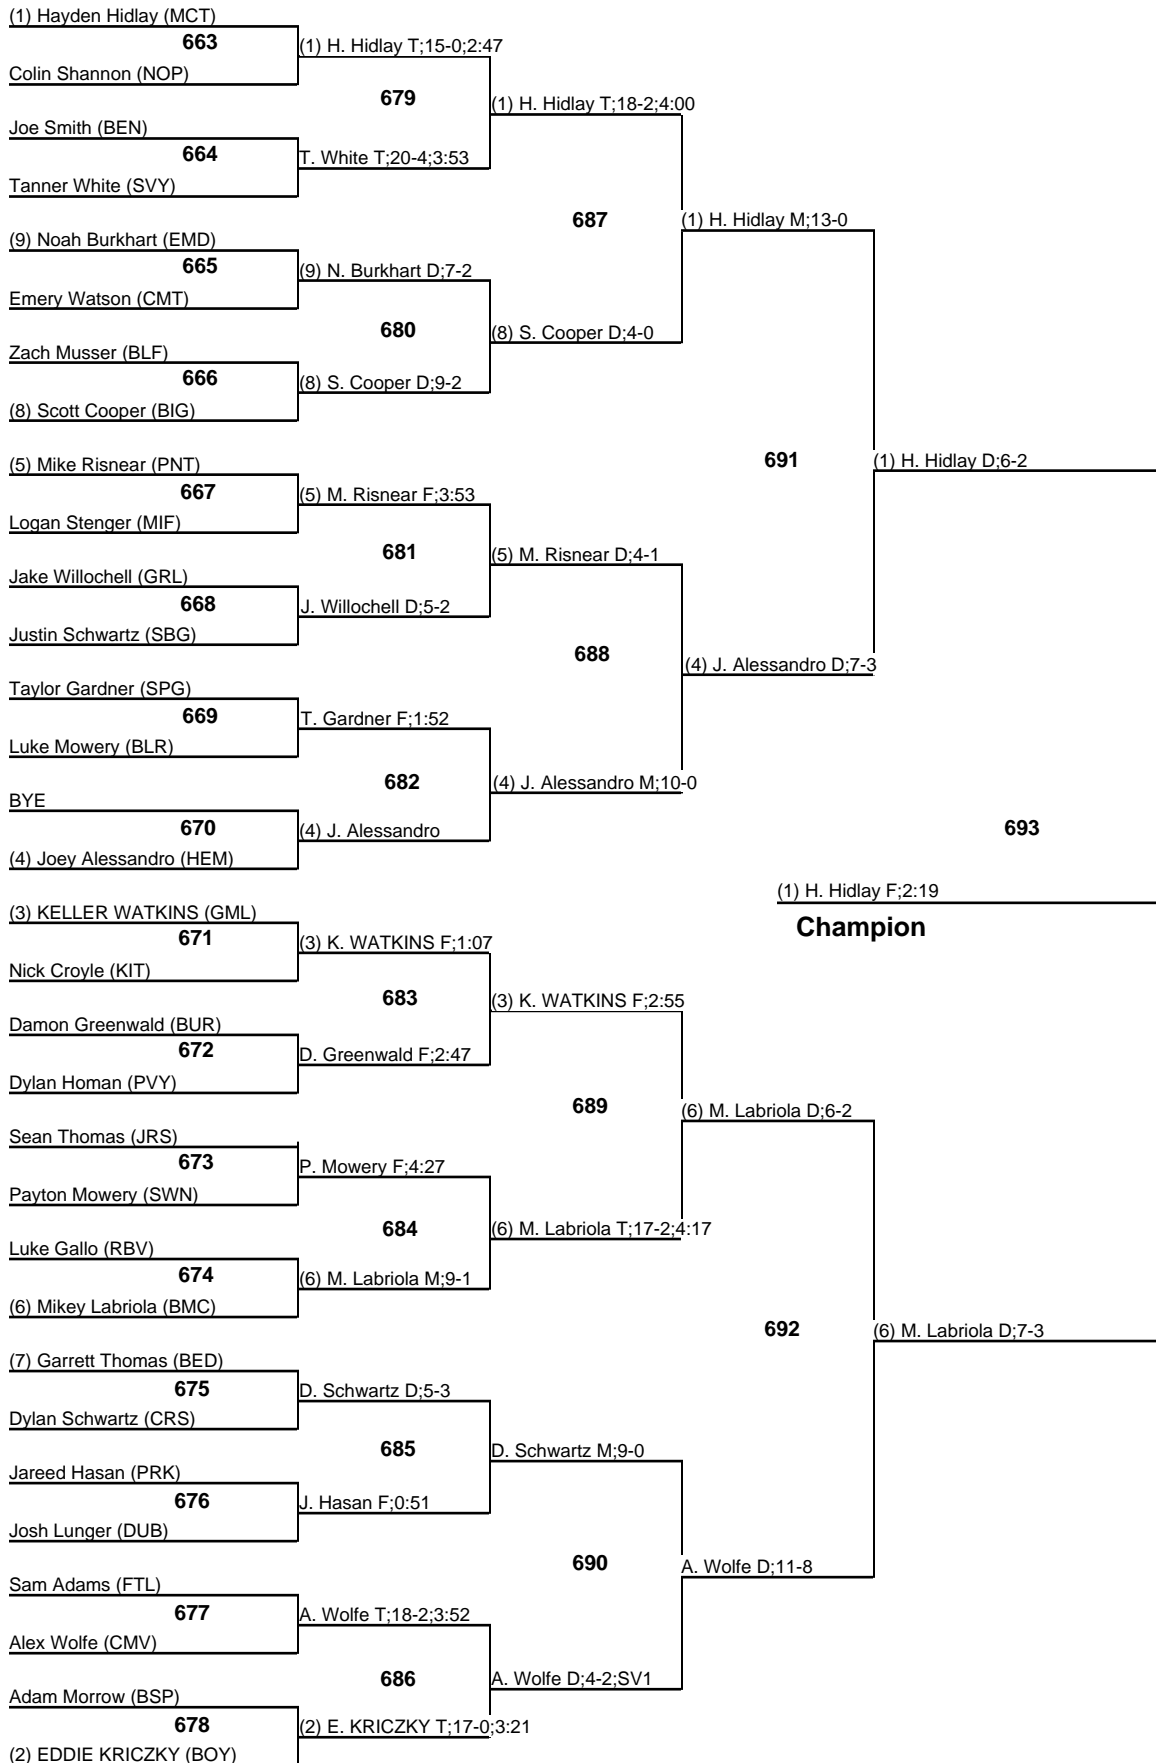 (1) Hayden Hidlay (MCT)
663
(1) H. Hidlay T;15-0;2:47
Colin Shannon (NOP)
679
(1) H. Hidlay T;18-2;4:00
Joe Smith (BEN)
664
T. White T;20-4;3:53
Tanner White (SVY)
687
(1) H. Hidlay M;13-0
(9) Noah Burkhart (EMD)
665
(9) N. Burkhart D;7-2
Emery Watson (CMT)
680
(8) S. Cooper D;4-0
Zach Musser (BLF)
666
(8) S. Cooper D;9-2
(8) Scott Cooper (BIG)
691
(1) H. Hidlay D;6-2
(5) Mike Risnear (PNT)
667
(5) M. Risnear F;3:53
Logan Stenger (MIF)
681
(5) M. Risnear D;4-1
Jake Willochell (GRL)
668
J. Willochell D;5-2
Justin Schwartz (SBG)
688
(4) J. Alessandro D;7-3
Taylor Gardner (SPG)
669
T. Gardner F;1:52
Luke Mowery (BLR)
682
(4) J. Alessandro M;10-0
BYE
670
(4) J. Alessandro
(4) Joey Alessandro (HEM)
693
(1) H. Hidlay F;2:19
Champion
(3) KELLER WATKINS (GML)
671
(3) K. WATKINS F;1:07
Nick Croyle (KIT)
683
(3) K. WATKINS F;2:55
Damon Greenwald (BUR)
672
D. Greenwald F;2:47
Dylan Homan (PVY)
689
(6) M. Labriola D;6-2
Sean Thomas (JRS)
673
P. Mowery F;4:27
Payton Mowery (SWN)
684
(6) M. Labriola T;17-2;4:17
Luke Gallo (RBV)
674
(6) M. Labriola M;9-1
(6) Mikey Labriola (BMC)
692
(6) M. Labriola D;7-3
(7) Garrett Thomas (BED)
675
D. Schwartz D;5-3
Dylan Schwartz (CRS)
685
D. Schwartz M;9-0
Jareed Hasan (PRK)
676
J. Hasan F;0:51
Josh Lunger (DUB)
690
A. Wolfe D;11-8
Sam Adams (FTL)
677
A. Wolfe T;18-2;3:52
Alex Wolfe (CMV)
686
A. Wolfe D;4-2;SV1
Adam Morrow (BSP)
678
(2) E. KRICZKY T;17-0;3:21
(2) EDDIE KRICZKY (BOY)